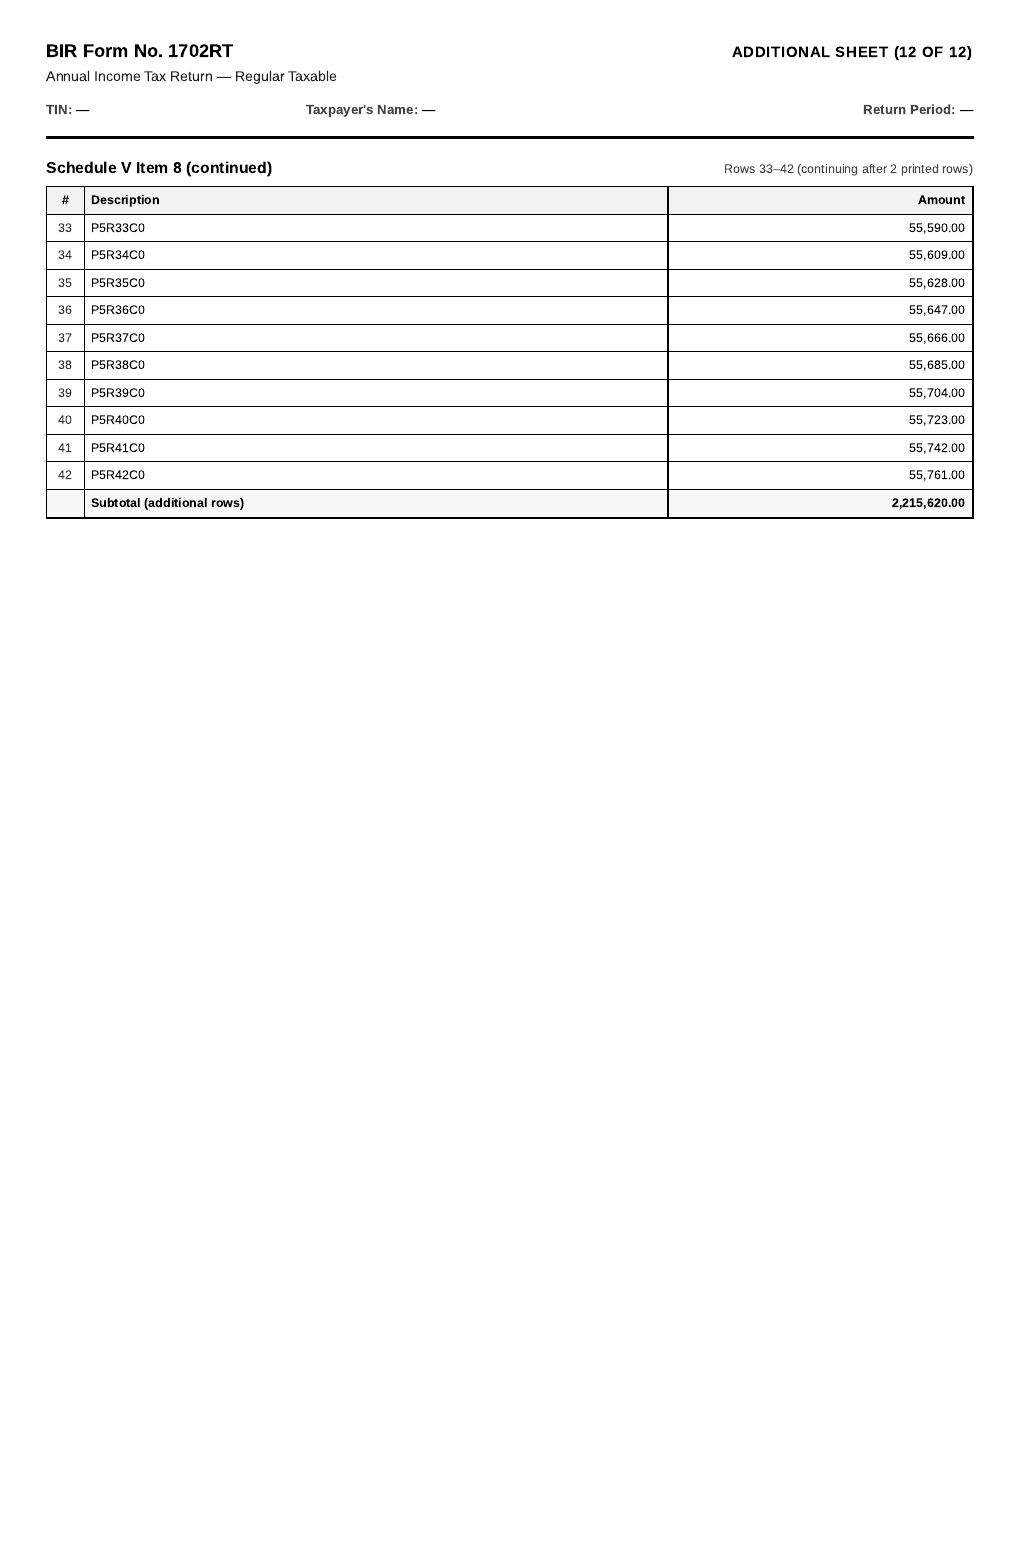 BIR Form No. 1702RT
ADDITIONAL SHEET (12 OF 12)
Annual Income Tax Return — Regular Taxable
TIN: — Taxpayer's Name: — Return Period: —
Schedule V Item 8 (continued)
Rows 33–42 (continuing after 2 printed rows)
# Description Amount
33 P5R33C0 55,590.00
34 P5R34C0 55,609.00
35 P5R35C0 55,628.00
36 P5R36C0 55,647.00
37 P5R37C0 55,666.00
38 P5R38C0 55,685.00
39 P5R39C0 55,704.00
40 P5R40C0 55,723.00
41 P5R41C0 55,742.00
42 P5R42C0 55,761.00
Subtotal (additional rows) 2,215,620.00